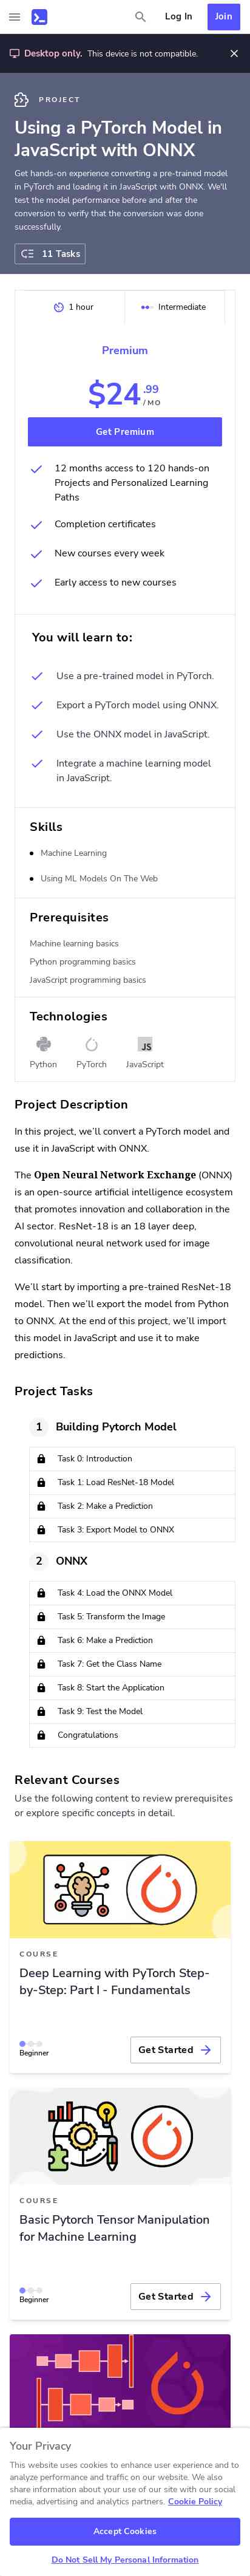 Log In
Join
Desktop only. This device is not compatible.
PROJECT
Using a PyTorch Model in
JavaScript with ONNX
Get hands-on experience converting a pre-trained model
in PyTorch and loading it in JavaScript with ONNX. We'll
test the model performance before and after the
conversion to verify that the conversion was done
successfully.
11 Tasks
1 hour
Intermediate
Premium
$24.99 /MO
Get Premium
12 months access to 120 hands-on
Projects and Personalized Learning
Paths
Completion certificates
New courses every week
Early access to new courses
You will learn to:
Use a pre-trained model in PyTorch.
Export a PyTorch model using ONNX.
Use the ONNX model in JavaScript.
Integrate a machine learning model
in JavaScript.
Skills
Machine Learning
Using ML Models On The Web
Prerequisites
Machine learning basics
Python programming basics
JavaScript programming basics
Technologies
JS
Python
PyTorch
JavaScript
Project Description
In this project, we’ll convert a PyTorch model and
use it in JavaScript with ONNX.
The Open Neural Network Exchange (ONNX)
is an open-source artificial intelligence ecosystem
that promotes innovation and collaboration in the
AI sector. ResNet-18 is an 18 layer deep,
convolutional neural network used for image
classification.
We’ll start by importing a pre-trained ResNet-18
model. Then we’ll export the model from Python
to ONNX. At the end of this project, we’ll import
this model in JavaScript and use it to make
predictions.
Project Tasks
1 Building Pytorch Model
Task 0: Introduction
Task 1: Load ResNet-18 Model
Task 2: Make a Prediction
Task 3: Export Model to ONNX
2 ONNX
Task 4: Load the ONNX Model
Task 5: Transform the Image
Task 6: Make a Prediction
Task 7: Get the Class Name
Task 8: Start the Application
Task 9: Test the Model
Congratulations
Relevant Courses
Use the following content to review prerequisites
or explore specific concepts in detail.
COURSE
Deep Learning with PyTorch Step-
by-Step: Part I - Fundamentals
Beginner
Get Started
COURSE
Basic Pytorch Tensor Manipulation
for Machine Learning
Beginner
Get Started
Your Privacy
This website uses cookies to enhance user experience and to
analyze performance and traffic on our website. We also
share information about your use of our site with our social
media, advertising and analytics partners. Cookie Policy
Accept Cookies
Do Not Sell My Personal Information